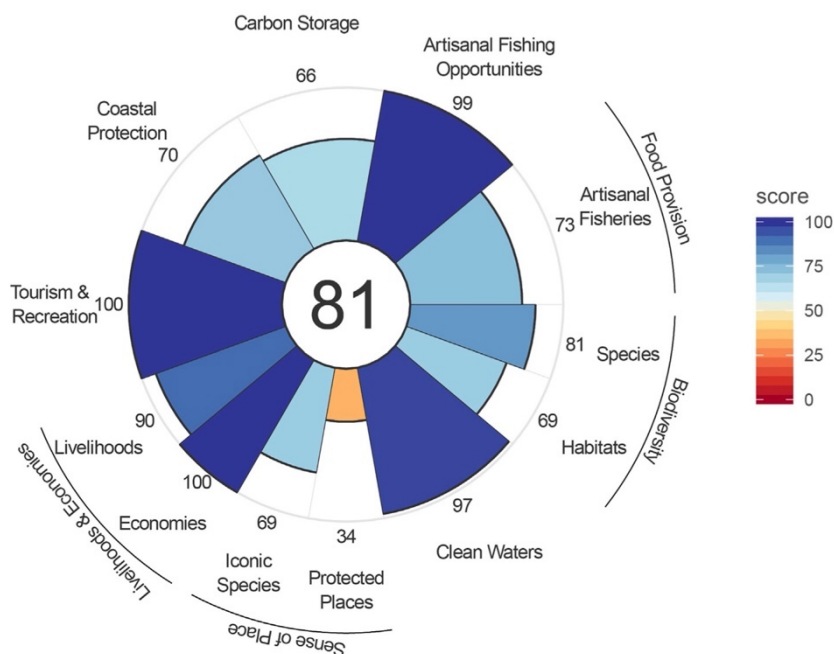 Carbon Storage
66
Artisanal Fishing
Opportunities
99
Coastal
Protection
70
Food Provision
Artisanal
Fisheries
73
score
100
75
50
25
0
Tourism &
Recreation
100
81
81
Species
Biodiversity
69
Habitats
90
Livelihoods
100
Economies
Livelihoods & Economies
69
Iconic
Species
34
Protected
Places
Sense of Place
97
Clean Waters